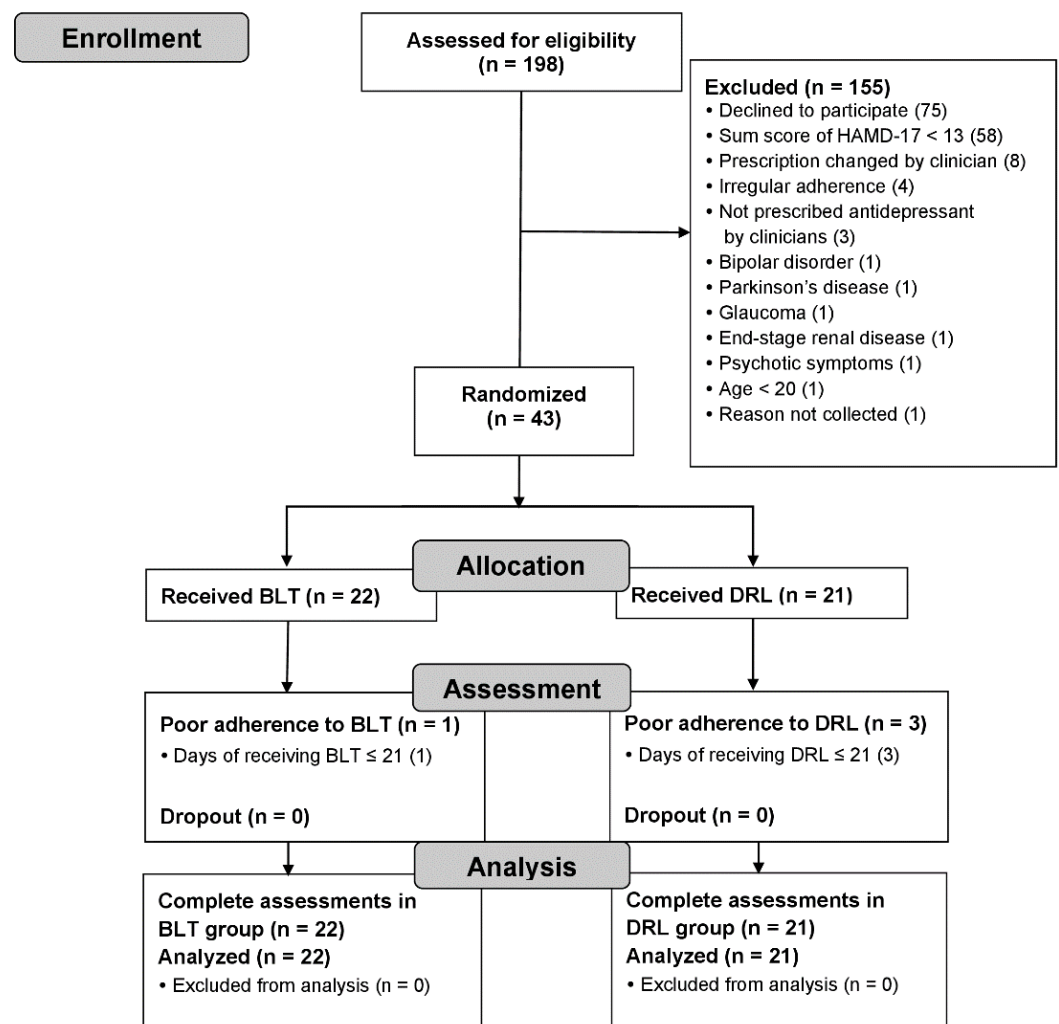 Enrollment
Assessed for eligibility
(n = 198)
Excluded (n = 155)
• Declined to participate (75)
• Sum score of HAMD-17 < 13 (58)
• Prescription changed by clinician (8)
• Irregular adherence (4)
• Not prescribed antidepressant
by clinicians (3)
• Bipolar disorder (1)
• Parkinson’s disease (1)
• Glaucoma (1)
• End-stage renal disease (1)
• Psychotic symptoms (1)
• Age < 20 (1)
• Reason not collected (1)
Randomized
(n = 43)
Allocation
Received BLT (n = 22)
Received DRL (n = 21)
Assessment
Poor adherence to BLT (n = 1)
• Days of receiving BLT ≤ 21 (1)
Dropout (n = 0)
Poor adherence to DRL (n = 3)
• Days of receiving DRL ≤ 21 (3)
Dropout (n = 0)
Analysis
Complete assessments in
BLT group (n = 22)
Analyzed (n = 22)
• Excluded from analysis (n = 0)
Complete assessments in
DRL group (n = 21)
Analyzed (n = 21)
• Excluded from analysis (n = 0)